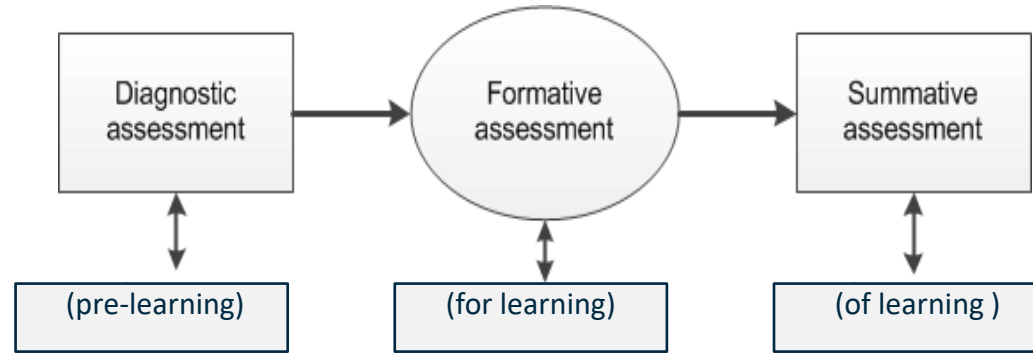 Diagnostic
assessment
Formative
assessment
Summative
assessment
(pre-learning)
(for learning)
(of learning )